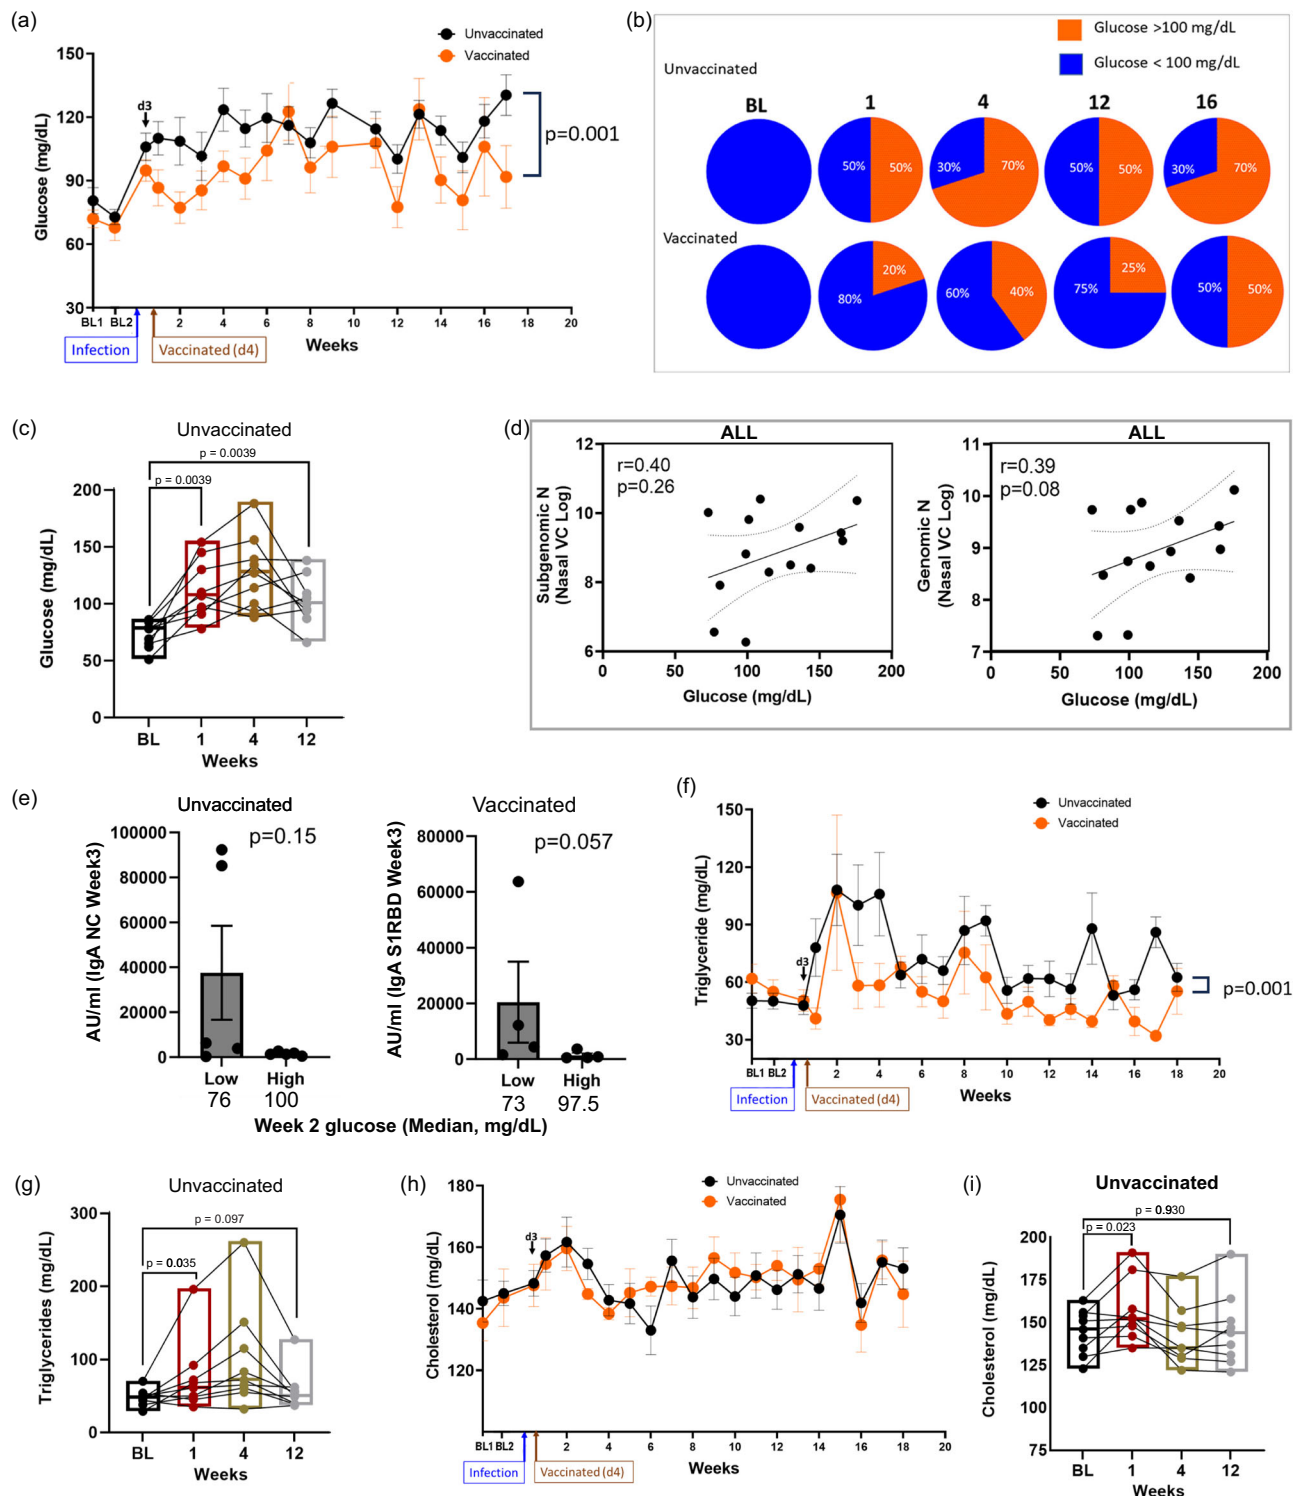 (a)
Unvaccinated
Vaccinated
150
120
90
60
30
Glucose (mg/dL)
d3
p=0.001
BL1 BL2 2 4 6 8 10 12 14 16 18 20
Infection
Vaccinated (d4)
Weeks
(b)
Glucose >100 mg/dL
Glucose < 100 mg/dL
Unvaccinated
BL 1 4 12 16
50% 50% 30% 70% 50% 50% 30% 70%
Vaccinated
20% 80% 60% 40% 25% 75% 50% 50%
(c)
Unvaccinated
p = 0.0039
p = 0.0039
200
150
100
50
0
Glucose (mg/dL)
BL 1 4 12
Weeks
(d)
ALL
r=0.40
p=0.26
12
10
8
6
Subgenomic N
(Nasal VC Log)
0 50 100 150 200
Glucose (mg/dL)
ALL
r=0.39
p=0.08
11
10
9
8
7
Genomic N
(Nasal VC Log)
0 50 100 150 200
Glucose (mg/dL)
(e)
Unvaccinated
p=0.15
100000
80000
60000
40000
20000
0
AU/ml (IgA NC Week3)
Low High
76 100
Vaccinated
p=0.057
80000
60000
40000
20000
0
AU/ml (IgA S1RBD Week3)
Low High
73 97.5
Week 2 glucose (Median, mg/dL)
(f)
Unvaccinated
Vaccinated
150
120
90
60
30
Triglyceride (mg/dL)
d3
p=0.001
BL1 BL2 2 4 6 8 10 12 14 16 18 20
Infection
Vaccinated (d4)
Weeks
(g)
Unvaccinated
p = 0.097
p = 0.035
300
200
100
0
Triglycerides (mg/dL)
BL 1 4 12
Weeks
(h)
Unvaccinated
Vaccinated
180
160
140
120
Cholesterol (mg/dL)
d3
BL1 BL2 2 4 6 8 10 12 14 16 18 20
Infection
Vaccinated (d4)
Weeks
(i)
Unvaccinated
p = 0.930
p = 0.023
200
175
150
125
100
75
Cholesterol (mg/dL)
BL 1 4 12
Weeks